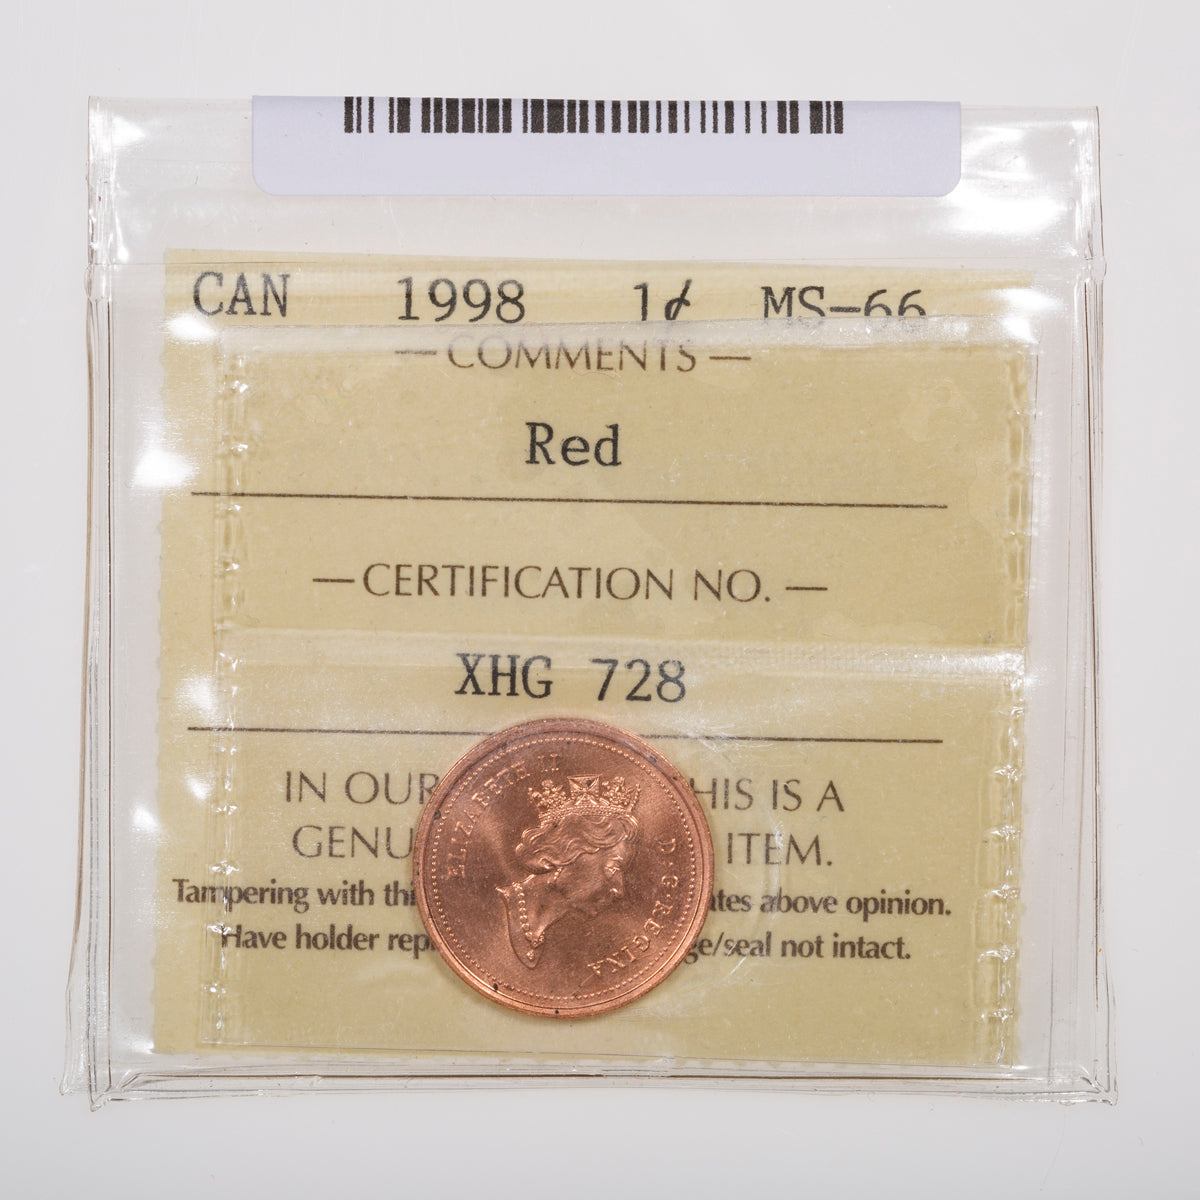 CAN 1998 1¢ MS-66
— COMMENTS —
Red
— CERTIFICATION NO. —
XHG 728
IN OUR HIS IS A
GENU ITEM.
Tampering with thi ates above opinion.
Have holder rep ge/seal not intact.
ELIZABETH II D·G·REGINA